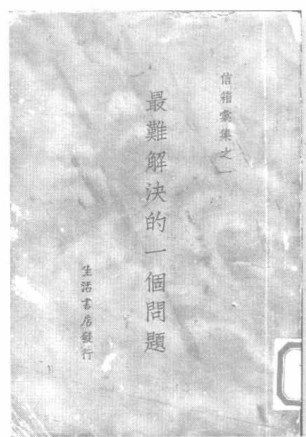 信箱彙集之一
最難解決的一個問題
生活書店發行